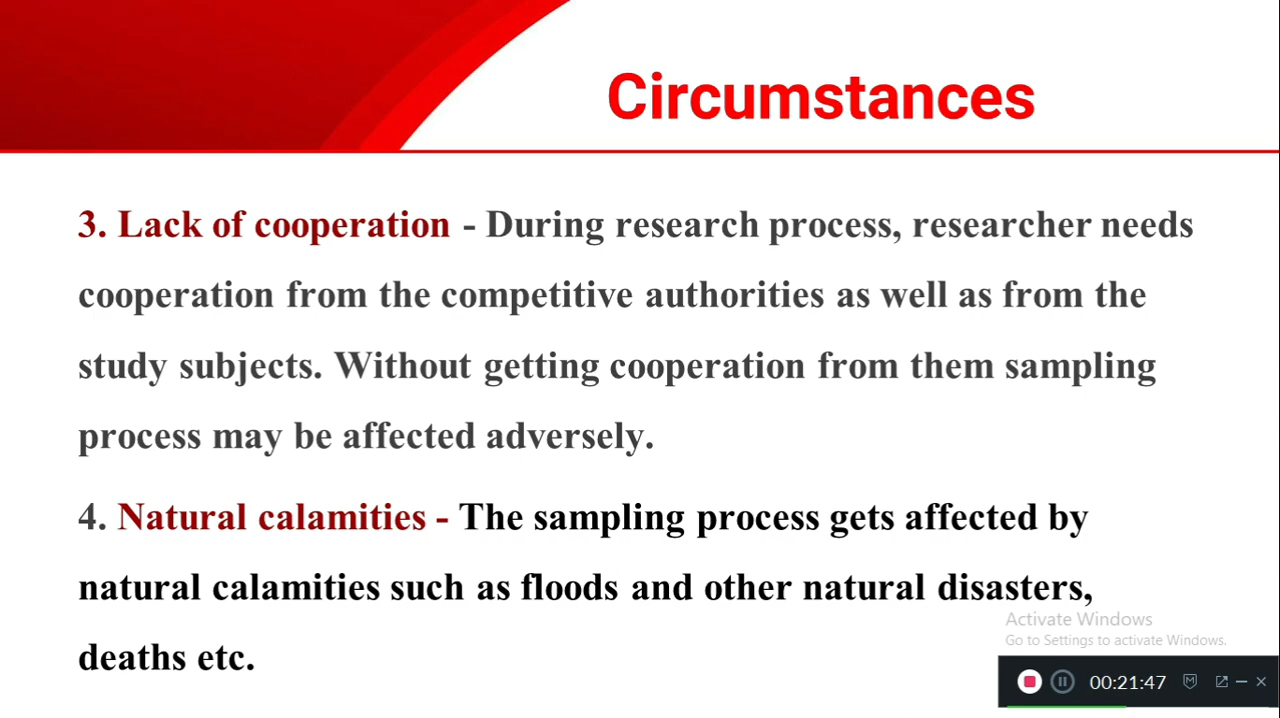 Circumstances
3. Lack of cooperation - During research process, researcher needs
cooperation from the competitive authorities as well as from the
study subjects. Without getting cooperation from them sampling
process may be affected adversely.
4. Natural calamities - The sampling process gets affected by
natural calamities such as floods and other natural disasters,
deaths etc.
Activate Windows
Go to Settings to activate Windows.
00:21:47